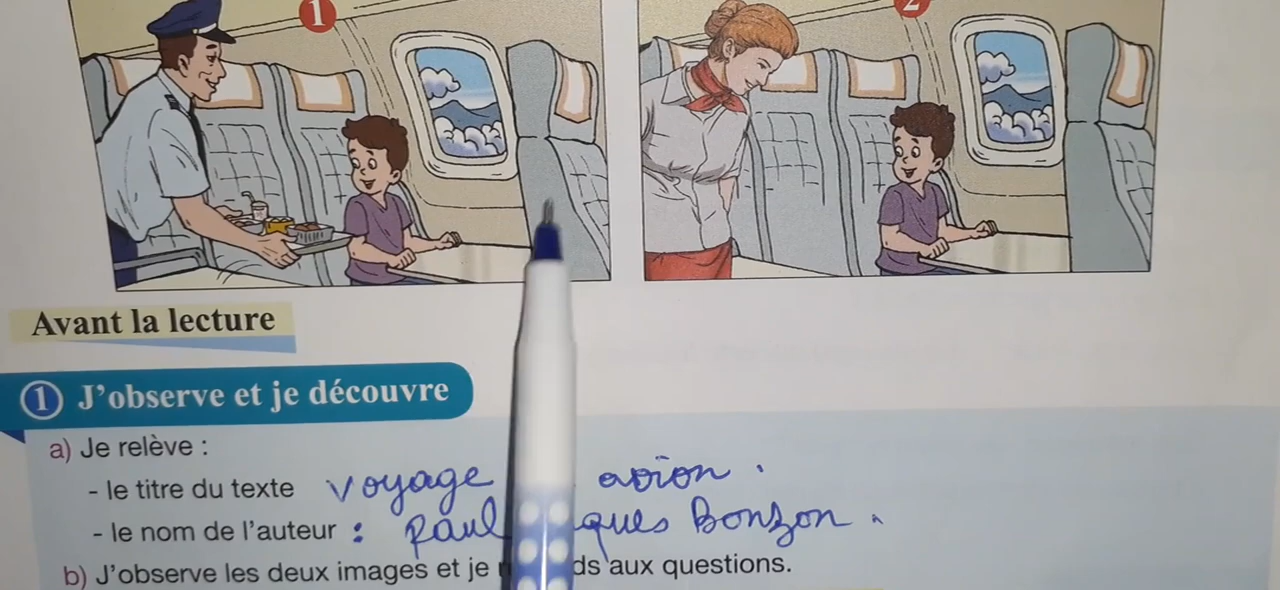 1
2
Avant la lecture
1 J'observe et je découvre
a) Je relève :
- le titre du texte voyage avion.
- le nom de l'auteur : Paul Bonzon.
b) J'observe les deux images et je aux questions.